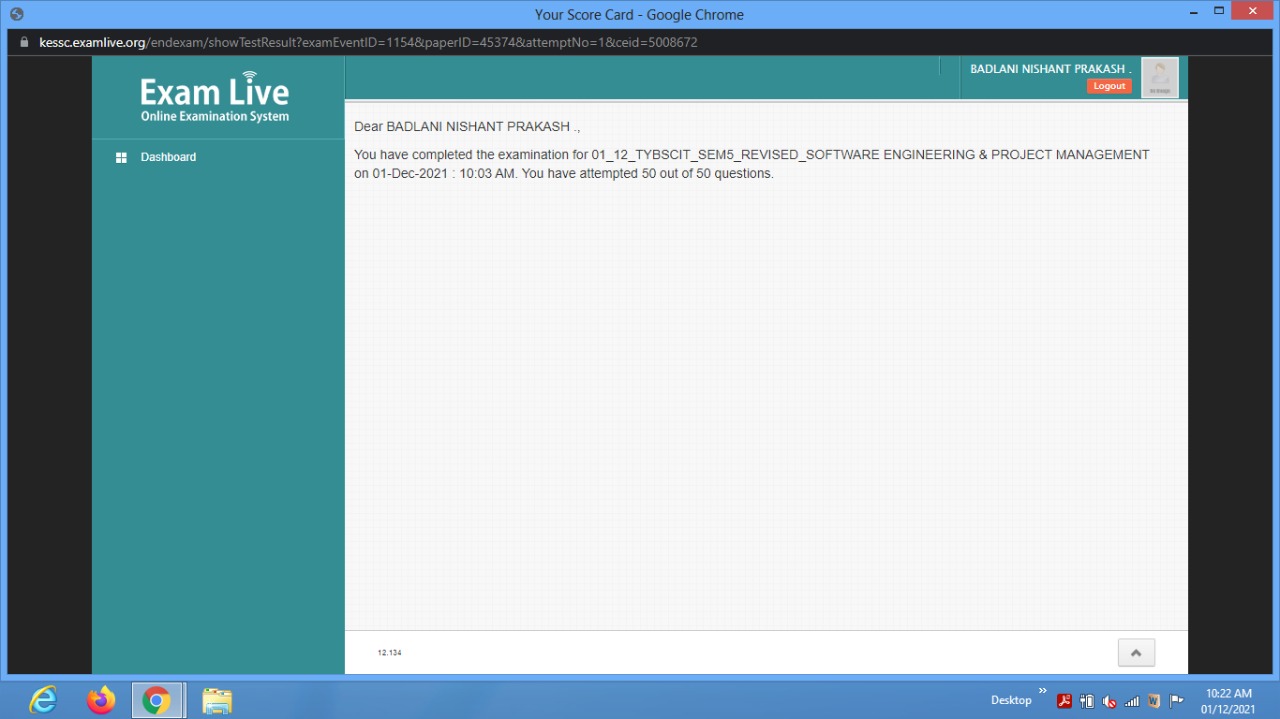 Your Score Card - Google Chrome
kessc.examlive.org/endexam/showTestResult?examEventID=1154&paperID=45374&attemptNo=1&ceid=5008672
Exam Live
Online Examination System
BADLANI NISHANT PRAKASH .
Logout
Dashboard
Dear BADLANI NISHANT PRAKASH .,
You have completed the examination for 01_12_TYBSCIT_SEM5_REVISED_SOFTWARE ENGINEERING & PROJECT MANAGEMENT
on 01-Dec-2021 : 10:03 AM. You have attempted 50 out of 50 questions.
12.134
Desktop
10:22 AM
01/12/2021